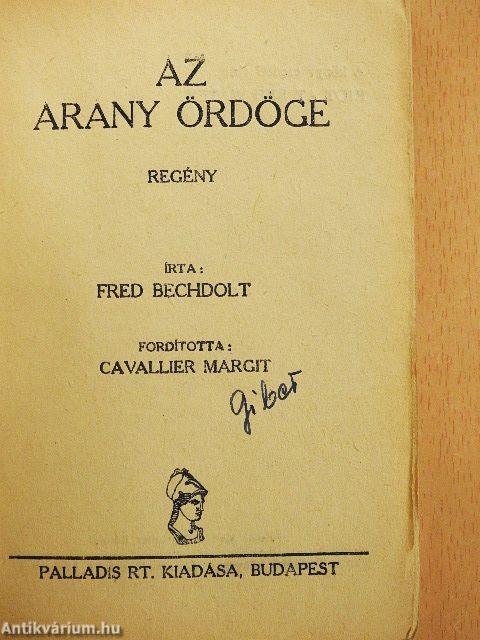 AZ
ARANY ÖRDÖGE
REGÉNY
ÍRTA:
FRED BECHDOLT
FORDÍTOTTA:
CAVALLIER MARGIT
PALLADIS RT. KIADÁSA, BUDAPEST
Antikvárium.hu